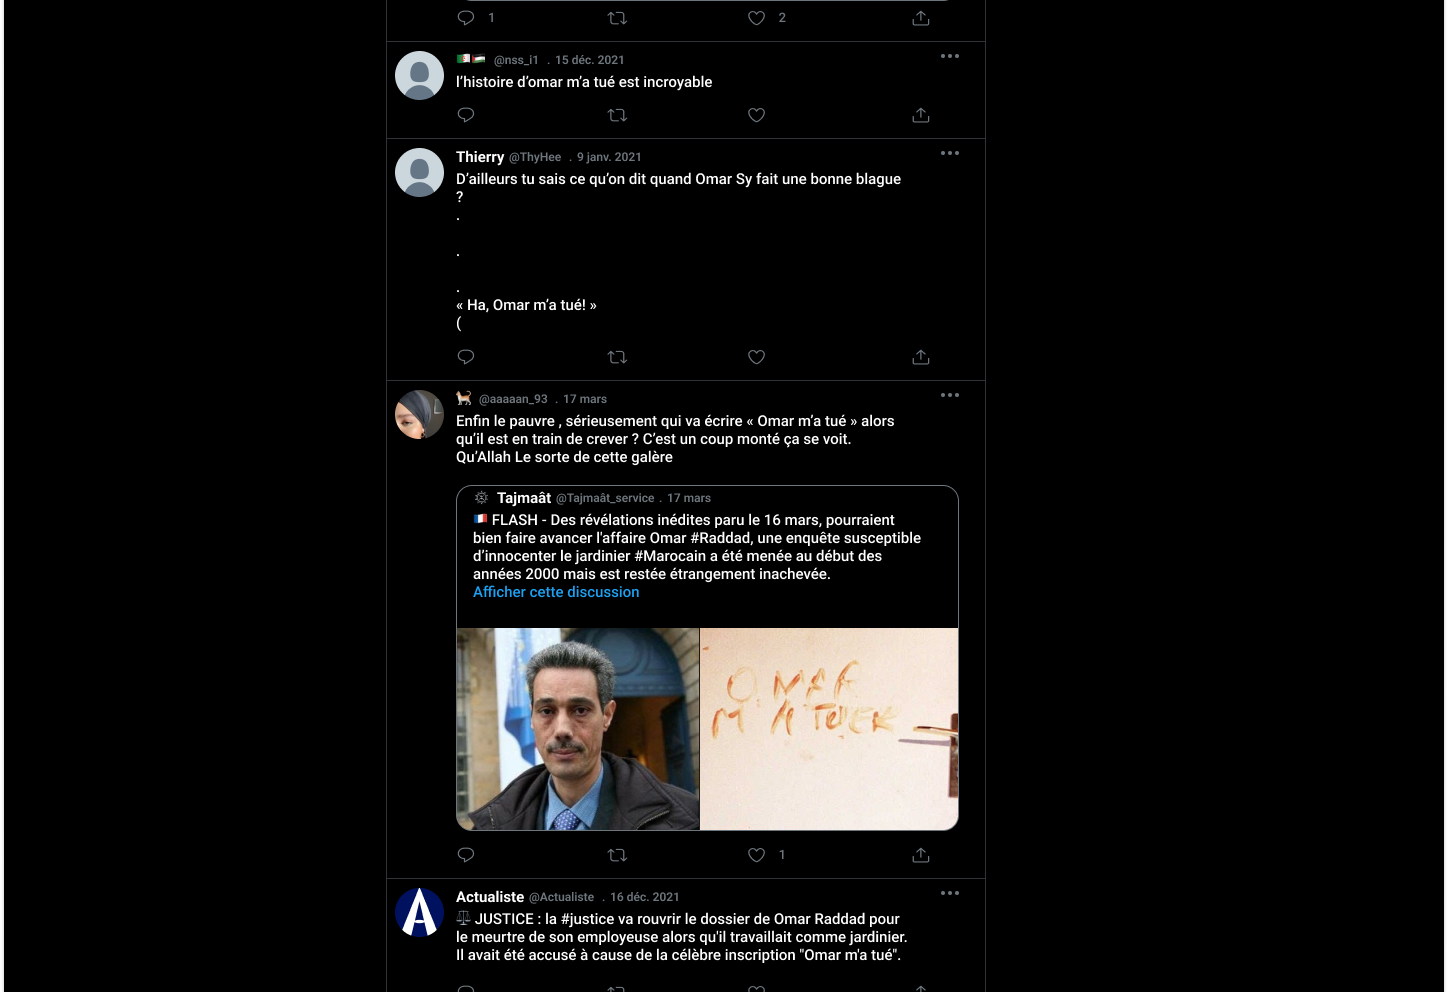 1 2
@nss_i1 . 15 déc. 2021
l’histoire d’omar m’a tué est incroyable
Thierry @ThyHee . 9 janv. 2021
D’ailleurs tu sais ce qu’on dit quand Omar Sy fait une bonne blague
?
.
.
.
« Ha, Omar m’a tué! »
(
@aaaaan_93 . 17 mars
Enfin le pauvre , sérieusement qui va écrire « Omar m’a tué » alors
qu’il est en train de crever ? C’est un coup monté ça se voit.
Qu’Allah Le sorte de cette galère
Tajmaât @Tajmaât_service . 17 mars
FLASH - Des révélations inédites paru le 16 mars, pourraient
bien faire avancer l'affaire Omar #Raddad, une enquête susceptible
d’innocenter le jardinier #Marocain a été menée au début des
années 2000 mais est restée étrangement inachevée.
Afficher cette discussion
OMAR
M A TUER
1
Actualiste @Actualiste . 16 déc. 2021
JUSTICE : la #justice va rouvrir le dossier de Omar Raddad pour
le meurtre de son employeuse alors qu'il travaillait comme jardinier.
Il avait été accusé à cause de la célèbre inscription "Omar m'a tué".